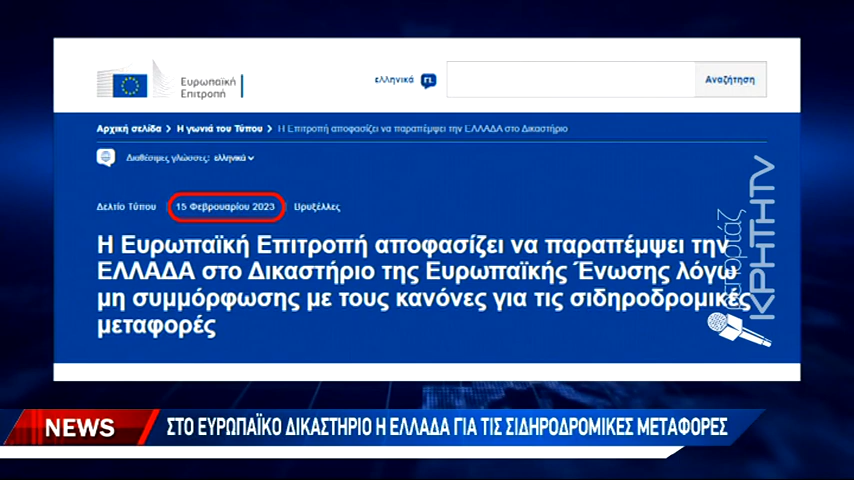 Ευρωπαϊκή
Επιτροπή
ελληνικά
Αναζήτηση
Αρχική σελίδα > Η γωνιά του Τύπου > Η Επιτροπή αποφασίζει να παραπέμψει την ΕΛΛΑΔΑ στο Δικαστήριο
Διαθέσιμες γλώσσες: ελληνικά
Δελτίο Τύπου 15 Φεβρουαρίου 2023 Βρυξέλλες
Η Ευρωπαϊκή Επιτροπή αποφασίζει να παραπέμψει την
ΕΛΛΑΔΑ στο Δικαστήριο της Ευρωπαϊκής Ένωσης λόγω
μη συμμόρφωσης με τους κανόνες για τις σιδηροδρομικές
μεταφορές
ρεπορτάζ
ΚΡΗΤΗTV
NEWS
ΣΤΟ ΕΥΡΩΠΑΪΚΟ ΔΙΚΑΣΤΗΡΙΟ Η ΕΛΛΑΔΑ ΓΙΑ ΤΙΣ ΣΙΔΗΡΟΔΡΟΜΙΚΕΣ ΜΕΤΑΦΟΡΕΣ